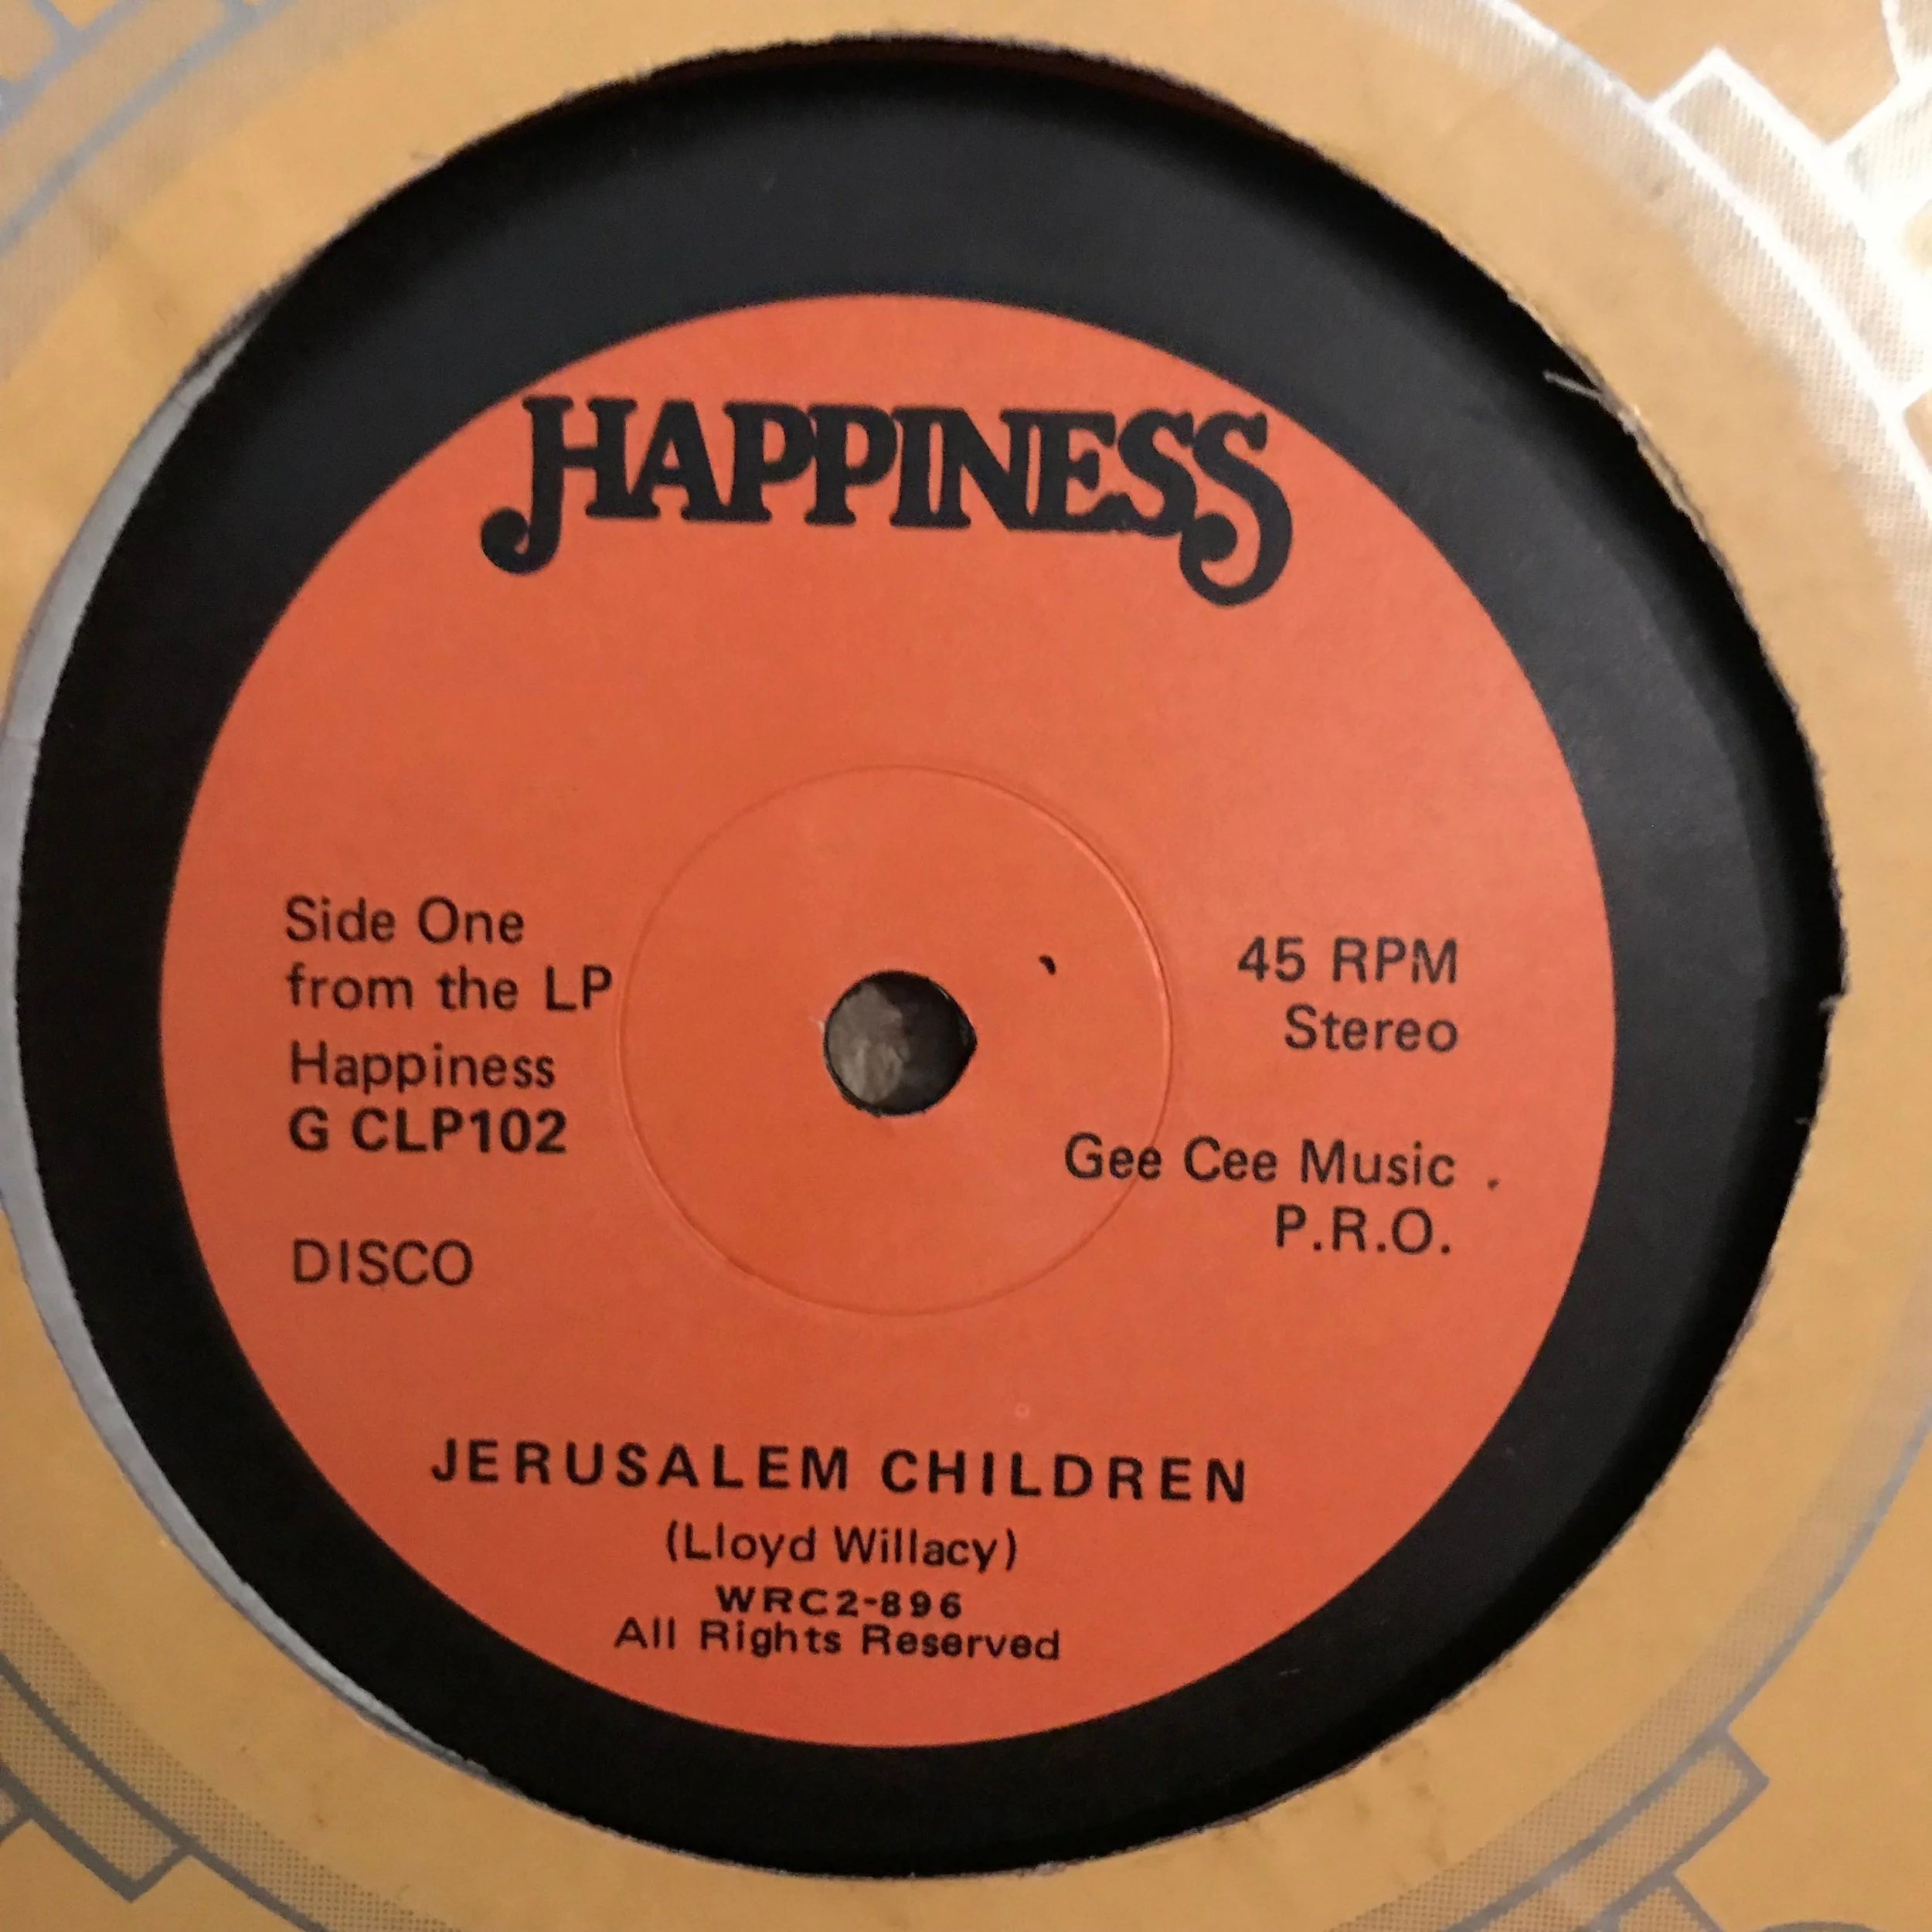 HAPPINESS
Side One
from the LP
Happiness
G CLP102
DISCO
45 RPM
Stereo
Gee Cee Music
P.R.O.
JERUSALEM CHILDREN
(Lloyd Willacy)
WRC2-896
All Rights Reserved